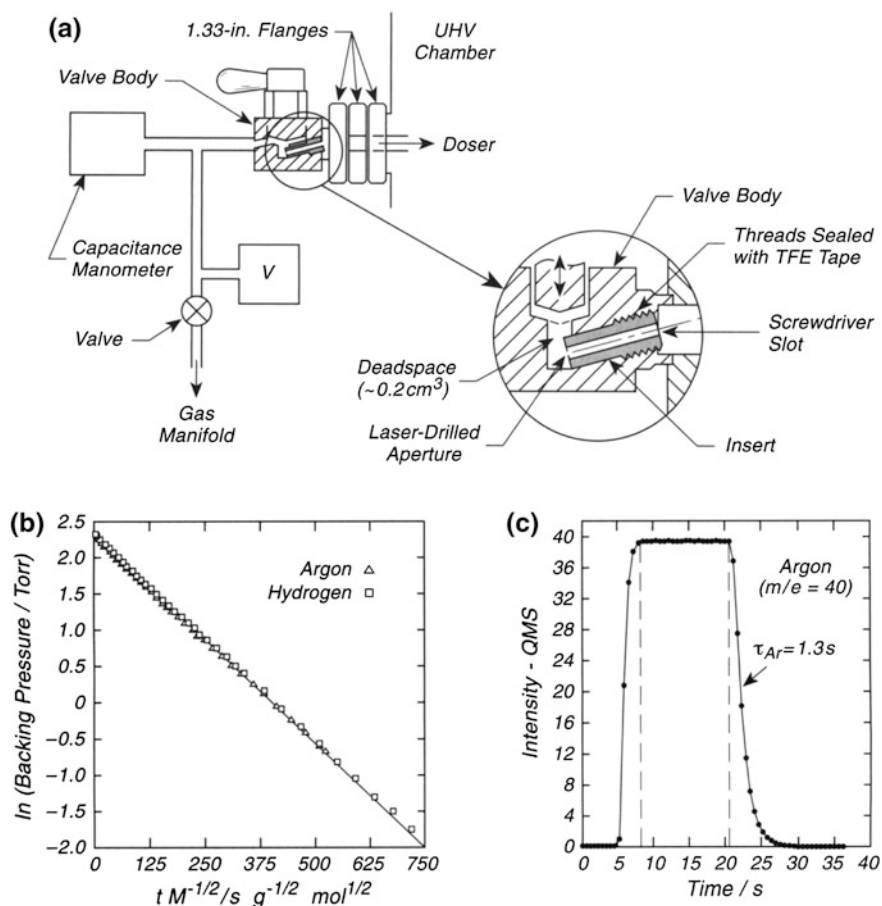 (a)
1.33-in. Flanges
UHV
Chamber
Valve Body
Doser
Capacitance
Manometer
V
Valve
Gas
Manifold
Valve Body
Threads Sealed
with TFE Tape
Screwdriver
Slot
Deadspace
(~0.2cm³)
Laser-Drilled
Aperture
Insert
(b)
ln (Backing Pressure / Torr)
2.5
2.0
1.5
1.0
0.5
0
−0.5
−1.0
−1.5
−2.0
Argon △
Hydrogen □
0 125 250 375 500 625 750
t M⁻¹/²/s g⁻¹/² mol¹/²
(c)
Intensity - QMS
40
36
32
28
24
20
16
12
8
4
0
Argon
(m/e = 40)
τAr=1.3s
0 5 10 15 20 25 30 35 40
Time / s